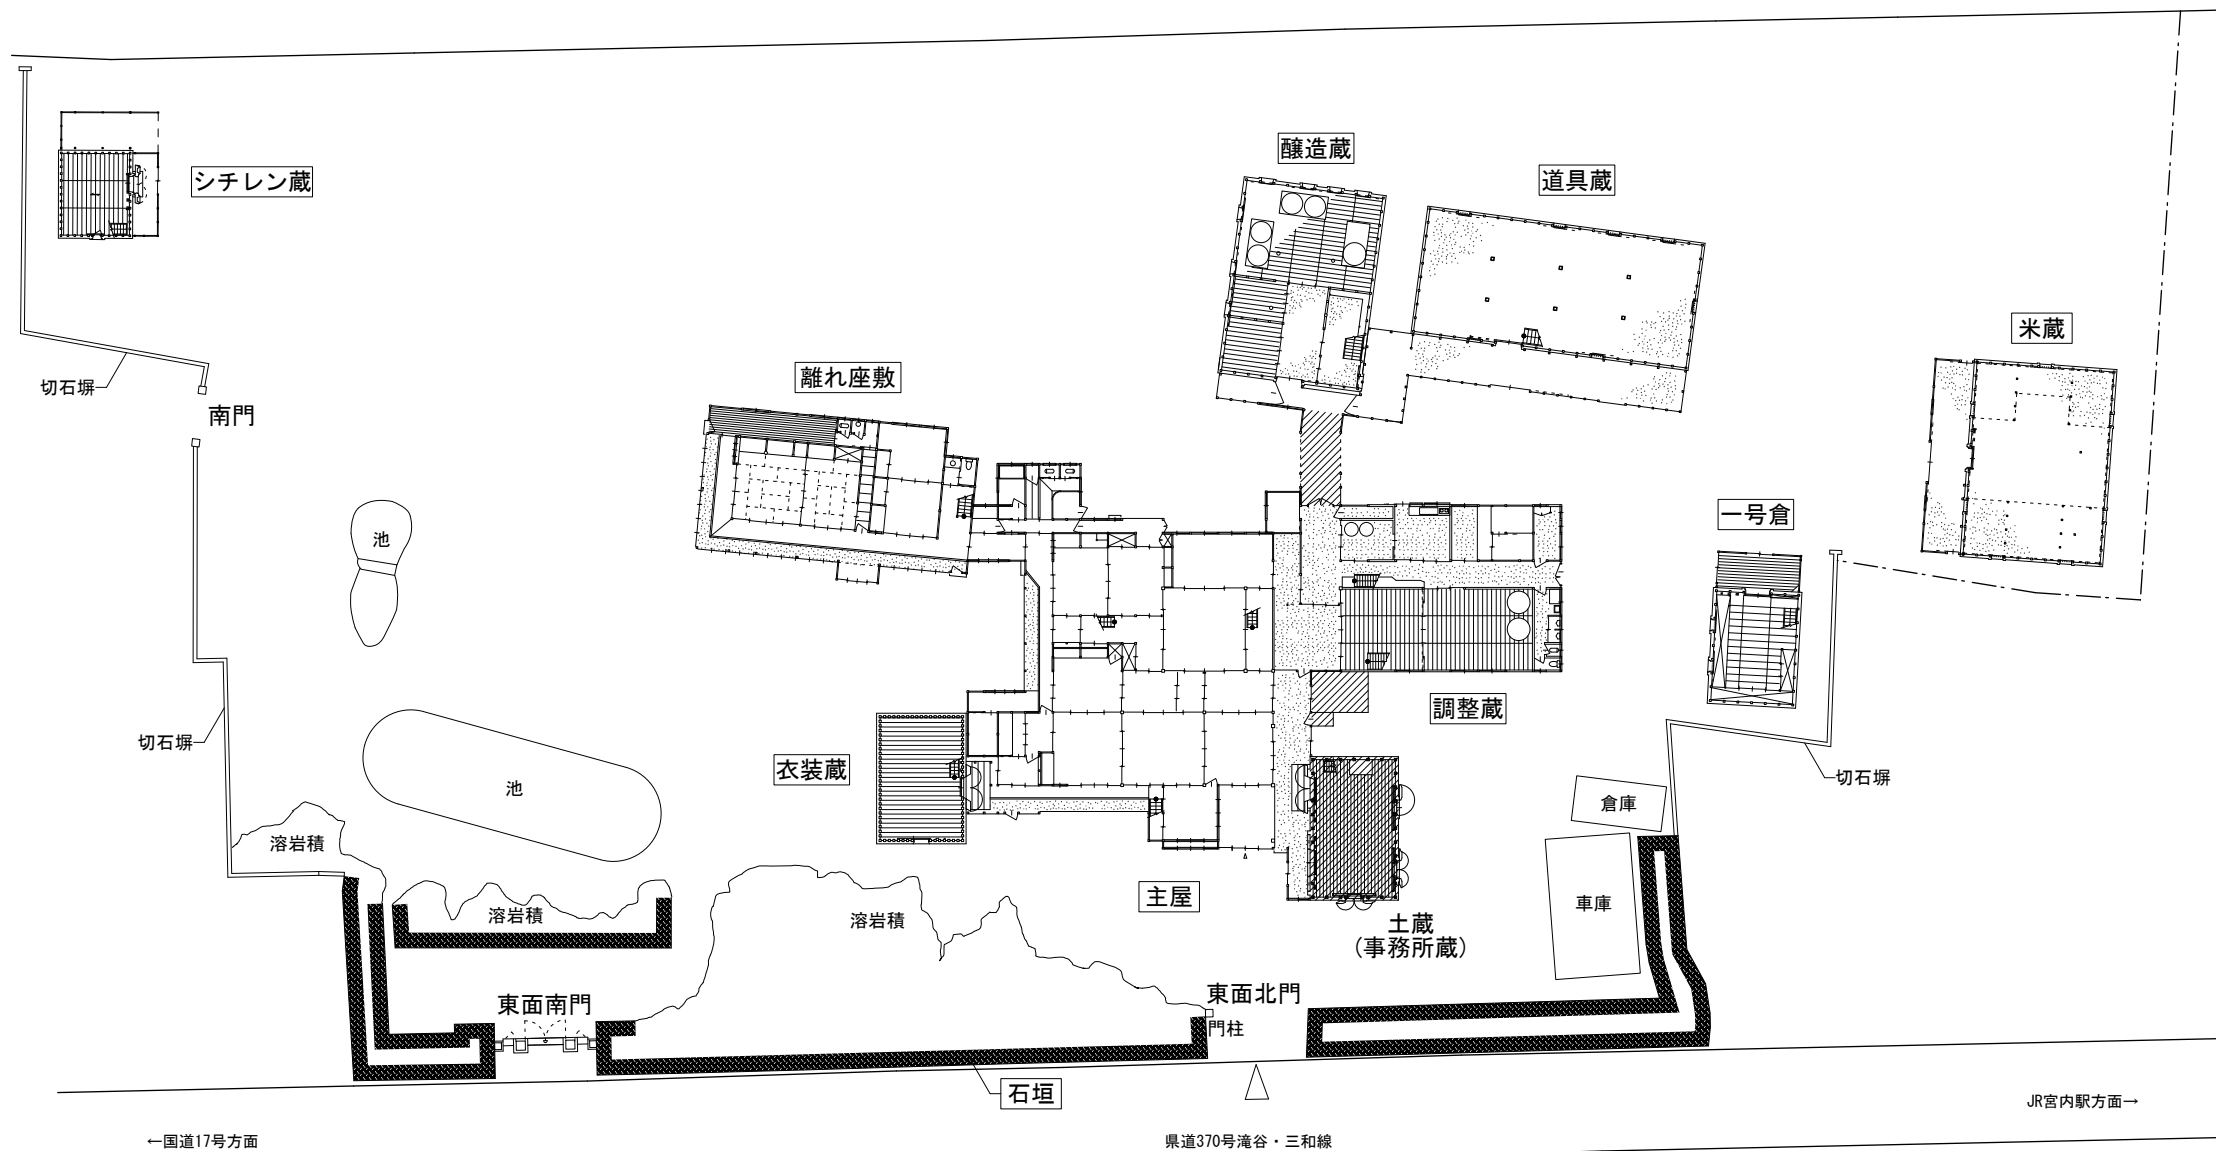 醸造蔵
道具蔵
シチレン蔵
米蔵
離れ座敷
切石塀
南門
一号倉
池
調整蔵
切石塀
衣装蔵
切石塀
池
倉庫
溶岩積
主屋
車庫
溶岩積
溶岩積
土蔵
(事務所蔵)
東面南門
東面北門
門柱
石垣
JR宮内駅方面→
←国道17号方面
県道370号滝谷・三和線